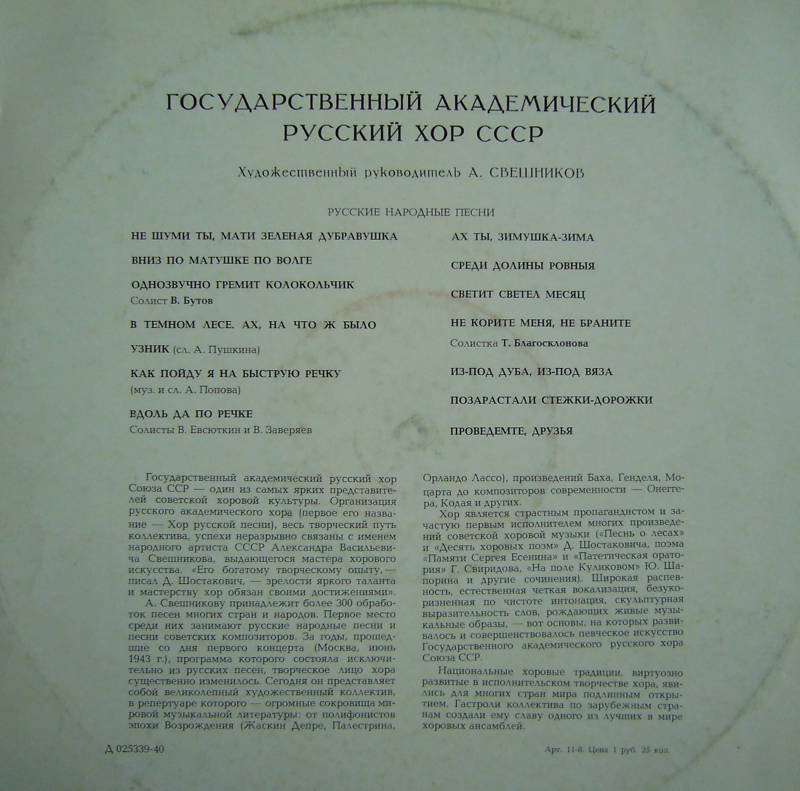 ГОСУДАРСТВЕННЫЙ АКАДЕМИЧЕСКИЙ
РУССКИЙ ХОР СССР
Художественный руководитель А. СВЕШНИКОВ
РУССКИЕ НАРОДНЫЕ ПЕСНИ
НЕ ШУМИ ТЫ, МАТИ ЗЕЛЕНАЯ ДУБРАВУШКА
ВНИЗ ПО МАТУШКЕ ПО ВОЛГЕ
ОДНОЗВУЧНО ГРЕМИТ КОЛОКОЛЬЧИК
Солист В. Бутов
В ТЕМНОМ ЛЕСЕ. АХ, НА ЧТО Ж БЫЛО
УЗНИК (сл. А. Пушкина)
КАК ПОЙДУ Я НА БЫСТРУЮ РЕЧКУ
(муз. и сл. А. Попова)
ВДОЛЬ ДА ПО РЕЧКЕ
Солисты В. Евсюткин и В. Заверяев
АХ ТЫ, ЗИМУШКА-ЗИМА
СРЕДИ ДОЛИНЫ РОВНЫЯ
СВЕТИТ СВЕТЕЛ МЕСЯЦ
НЕ КОРИТЕ МЕНЯ, НЕ БРАНИТЕ
Солистка Т. Благосклонова
ИЗ-ПОД ДУБА, ИЗ-ПОД ВЯЗА
ПОЗАРАСТАЛИ СТЕЖКИ-ДОРОЖКИ
ПРОВЕДЕМТЕ, ДРУЗЬЯ
Государственный академический русский хор
Союза ССР — один из самых ярких представите-
лей советской хоровой культуры. Организация
русского академического хора (первое его назва-
ние — Хор русской песни), весь творческий путь
коллектива, успехи неразрывно связаны с именем
народного артиста СССР Александра Васильеви-
ча Свешникова, выдающегося мастера хорового
искусства. «Его богатому творческому опыту,—
писал Д. Шостакович, — зрелости яркого таланта
и мастерству хор обязан своими достижениями».
А. Свешникову принадлежит более 300 обрабо-
ток песен многих стран и народов. Первое место
среди них занимают русские народные песни и
песни советских композиторов. За годы, прошед-
шие со дня первого концерта (Москва, июнь
1943 г.), программа которого состояла исключи-
тельно из русских песен, творческое лицо хора
существенно изменилось. Сегодня он представляет
собой великолепный художественный коллектив,
в репертуаре которого — огромные сокровища ми-
ровой музыкальной литературы: от полифонистов
эпохи Возрождения (Жаскин Депре, Палестрина,
Орландо Лассо), произведений Баха, Генделя, Мо-
царта до композиторов современности — Онегге-
ра, Кодая и других.
Хор является страстным пропагандистом и за-
частую первым исполнителем многих произведе-
ний советской хоровой музыки («Песнь о лесах»
и «Десять хоровых поэм» Д. Шостаковича, поэма
«Памяти Сергея Есенина» и «Патетическая орато-
рия» Г. Свиридова, «На поле Куликовом» Ю. Ша-
порина и другие сочинения). Широкая распев-
ность, естественная четкая вокализация, безуко-
ризненная по чистоте интонация, скульптурная
выразительность слов, рождающих живые музы-
кальные образы, — вот основы, на которых разви-
валось и совершенствовалось певческое искусство
Государственного академического русского хора
Союза ССР.
Национальные хоровые традиции, виртуозно
развитые в исполнительском творчестве хора, яви-
лись для многих стран мира подлинным откры-
тием. Гастроли коллектива по зарубежным стра-
нам создали ему славу одного из лучших в мире
хоровых ансамблей.
Д 025339-40
Арт. 11-8. Цена 1 руб. 25 коп.